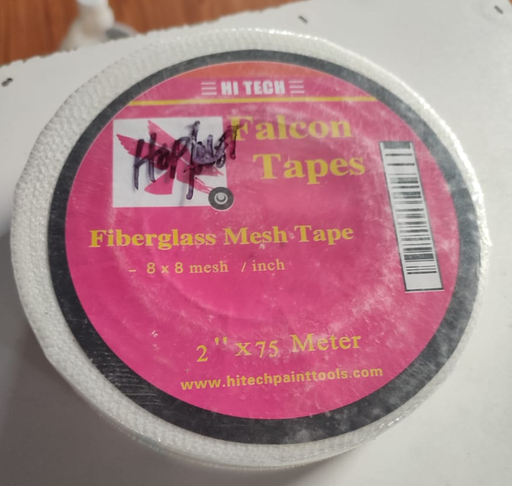 HI TECH
Falcon
Tapes
Fiberglass Mesh Tape
- 8 x 8 mesh / inch
2" X 75 Meter
www.hitechpainttools.com